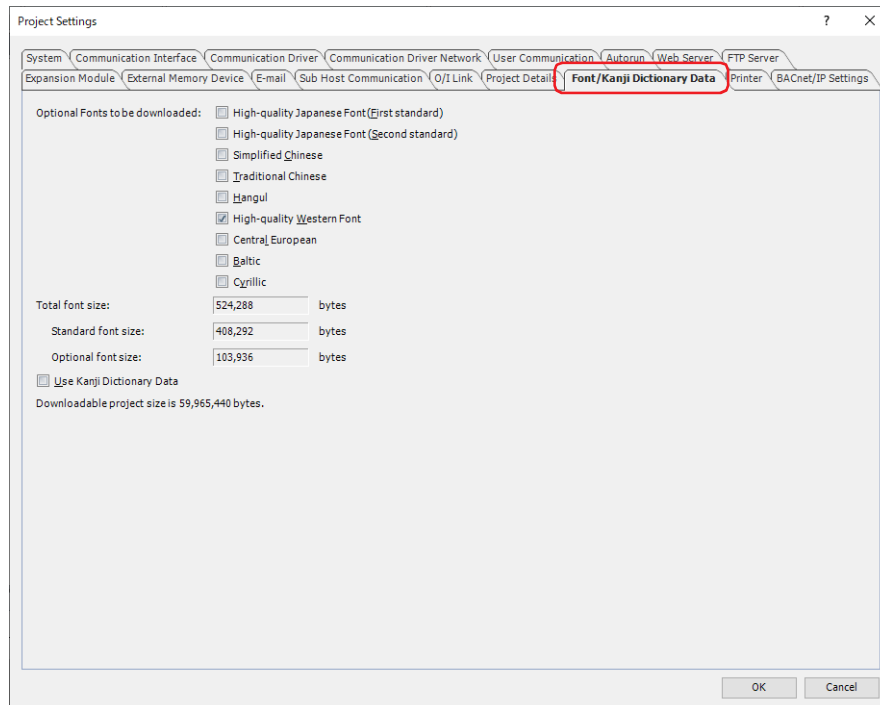 Project Settings ? ×
System Communication Interface Communication Driver Communication Driver Network User Communication Autorun Web Server FTP Server
Expansion Module External Memory Device E-mail Sub Host Communication O/I Link Project Details Font/Kanji Dictionary Data Printer BACnet/IP Settings
Optional Fonts to be downloaded: High-quality Japanese Font(First standard)
High-quality Japanese Font (Second standard)
Simplified Chinese
Traditional Chinese
Hangul
High-quality Western Font
Central European
Baltic
Cyrillic
Total font size: 524,288 bytes
Standard font size: 408,292 bytes
Optional font size: 103,936 bytes
Use Kanji Dictionary Data
Downloadable project size is 59,965,440 bytes.
OK Cancel